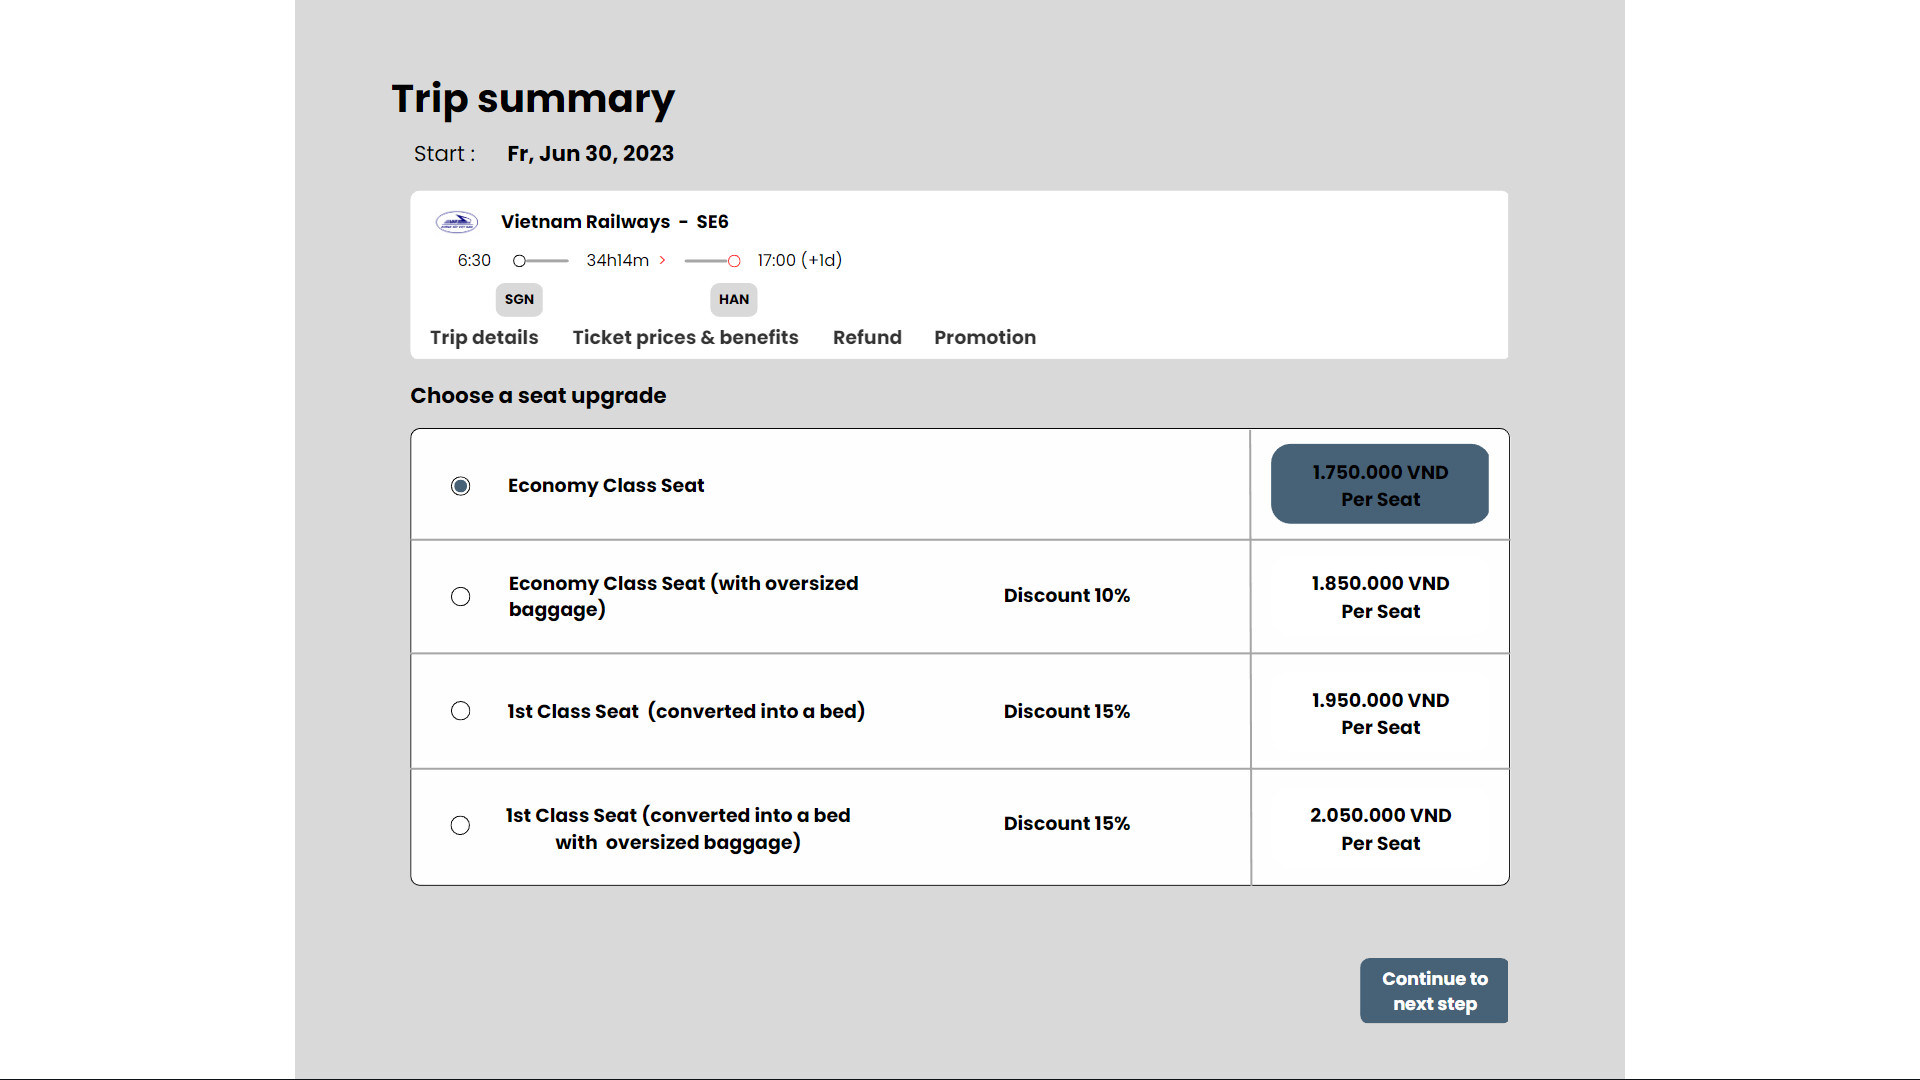 Trip summary
Start : Fr, Jun 30, 2023
Vietnam Railways - SE6
6:30 34h14m > 17:00 (+1d)
SGN HAN
Trip details Ticket prices & benefits Refund Promotion
Choose a seat upgrade
Economy Class Seat
1.750.000 VND
Per Seat
Economy Class Seat (with oversized
baggage)
Discount 10%
1.850.000 VND
Per Seat
1st Class Seat (converted into a bed)
Discount 15%
1.950.000 VND
Per Seat
1st Class Seat (converted into a bed
with oversized baggage)
Discount 15%
2.050.000 VND
Per Seat
Continue to
next step